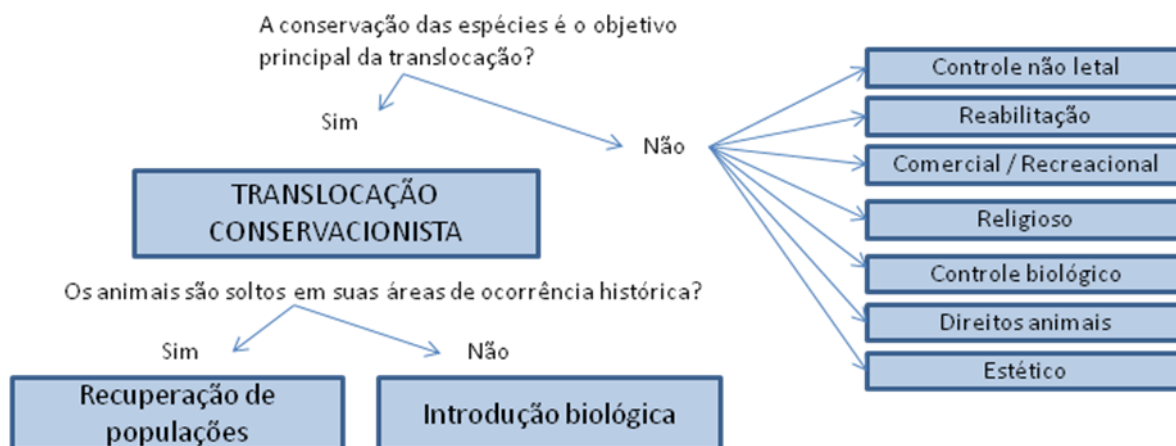 A conservação das espécies é o objetivo
principal da translocação?
Sim
Não
TRANSLOCAÇÃO
CONSERVACIONISTA
Os animais são soltos em suas áreas de ocorrência histórica?
Sim
Não
Recuperação de
populações
Introdução biológica
Controle não letal
Reabilitação
Comercial / Recreacional
Religioso
Controle biológico
Direitos animais
Estético